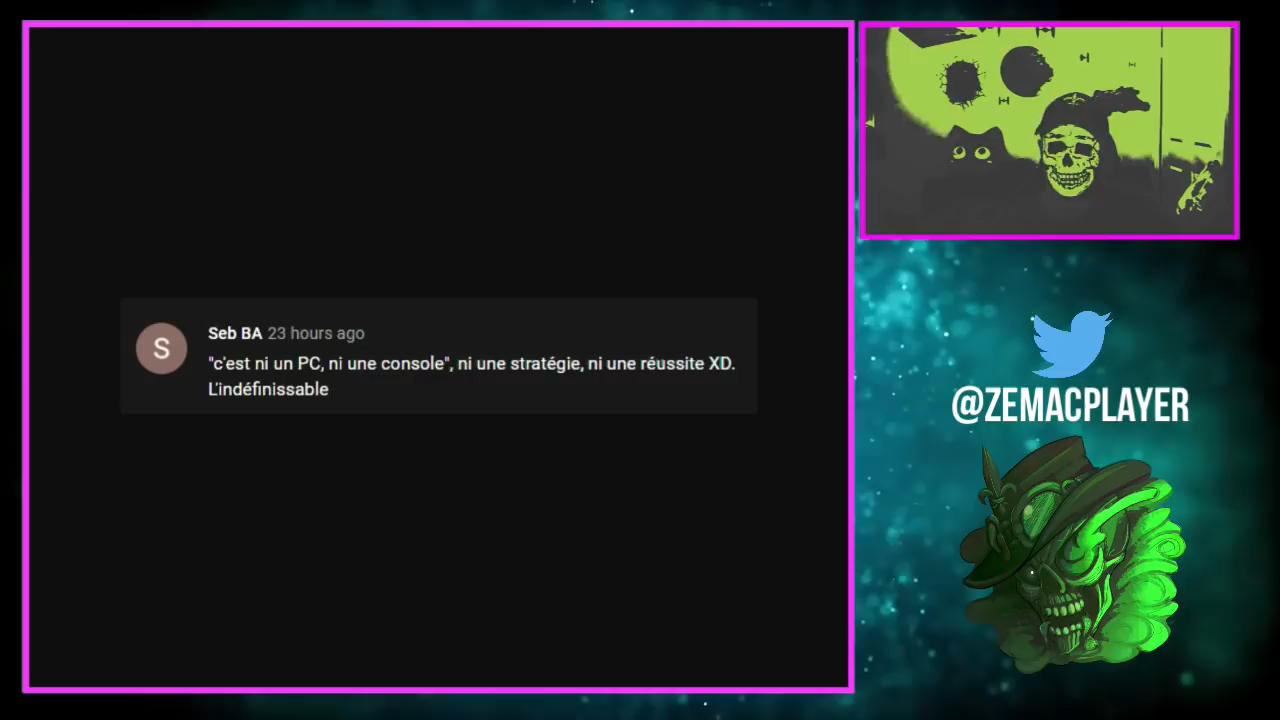 S
Seb BA 23 hours ago
"c'est ni un PC, ni une console", ni une stratégie, ni une réussite XD.
L'indéfinissable
@ZEMACPLAYER